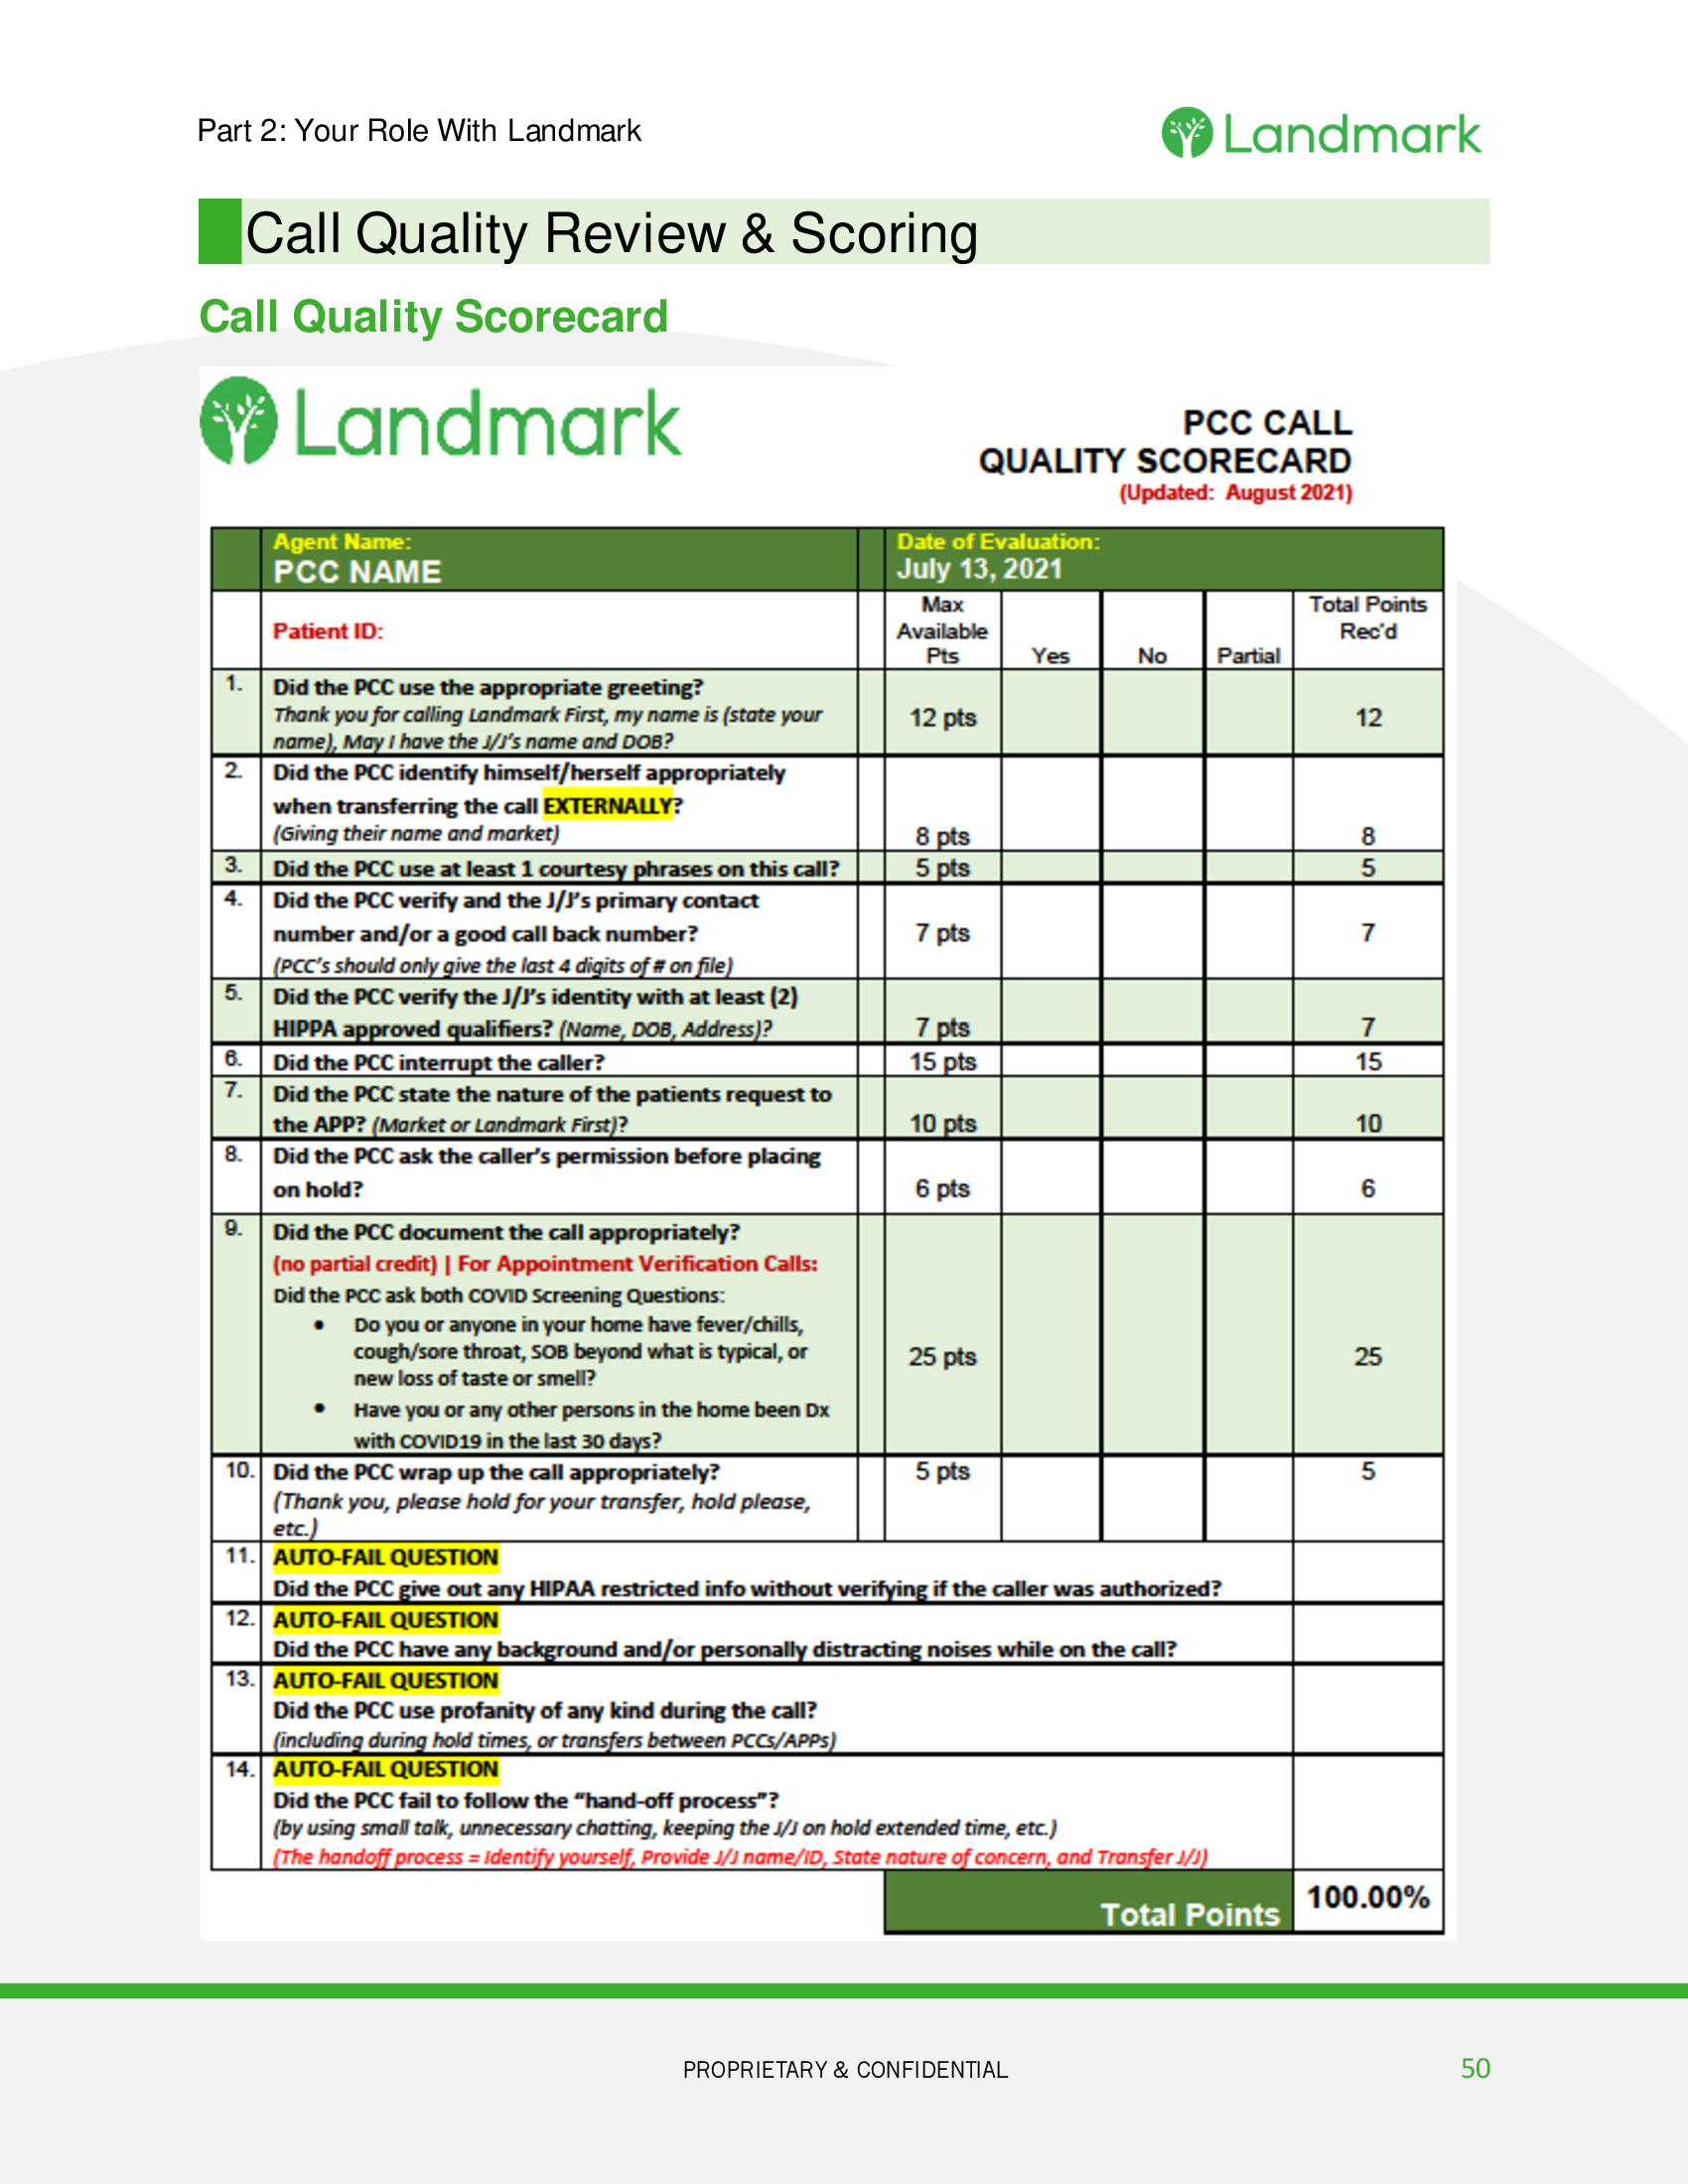 Part 2: Your Role With Landmark
Landmark
Call Quality Review & Scoring
Call Quality Scorecard
Landmark
PCC CALL
QUALITY SCORECARD
(Updated: August 2021)
Agent Name:
PCC NAME
Date of Evaluation:
July 13, 2021
Patient ID:
Max
Available
Pts
Yes
No
Partial
Total Points
Rec'd
1.
Did the PCC use the appropriate greeting?
Thank you for calling Landmark First, my name is (state your
name), May I have the J/J's name and DOB?
12 pts
12
2.
Did the PCC identify himself/herself appropriately
when transferring the call EXTERNALLY?
(Giving their name and market)
8 pts
8
3.
Did the PCC use at least 1 courtesy phrases on this call?
5 pts
5
4.
Did the PCC verify and the J/J's primary contact
number and/or a good call back number?
(PCC's should only give the last 4 digits of # on file)
7 pts
7
5.
Did the PCC verify the J/J's identity with at least (2)
HIPPA approved qualifiers? (Name, DOB, Address)?
7 pts
7
6.
Did the PCC interrupt the caller?
15 pts
15
7.
Did the PCC state the nature of the patients request to
the APP? (Market or Landmark First)?
10 pts
10
8.
Did the PCC ask the caller's permission before placing
on hold?
6 pts
6
9.
Did the PCC document the call appropriately?
(no partial credit) | For Appointment Verification Calls:
Did the PCC ask both COVID Screening Questions:
• Do you or anyone in your home have fever/chills,
cough/sore throat, SOB beyond what is typical, or
new loss of taste or smell?
• Have you or any other persons in the home been Dx
with COVID19 in the last 30 days?
25 pts
25
10.
Did the PCC wrap up the call appropriately?
(Thank you, please hold for your transfer, hold please,
etc.)
5 pts
5
11.
AUTO-FAIL QUESTION
Did the PCC give out any HIPAA restricted info without verifying if the caller was authorized?
12.
AUTO-FAIL QUESTION
Did the PCC have any background and/or personally distracting noises while on the call?
13.
AUTO-FAIL QUESTION
Did the PCC use profanity of any kind during the call?
(including during hold times, or transfers between PCCs/APPs)
14.
AUTO-FAIL QUESTION
Did the PCC fail to follow the “hand-off process”?
(by using small talk, unnecessary chatting, keeping the J/J on hold extended time, etc.)
(The handoff process = Identify yourself, Provide J/J name/ID, State nature of concern, and Transfer J/J)
Total Points
100.00%
PROPRIETARY & CONFIDENTIAL
50